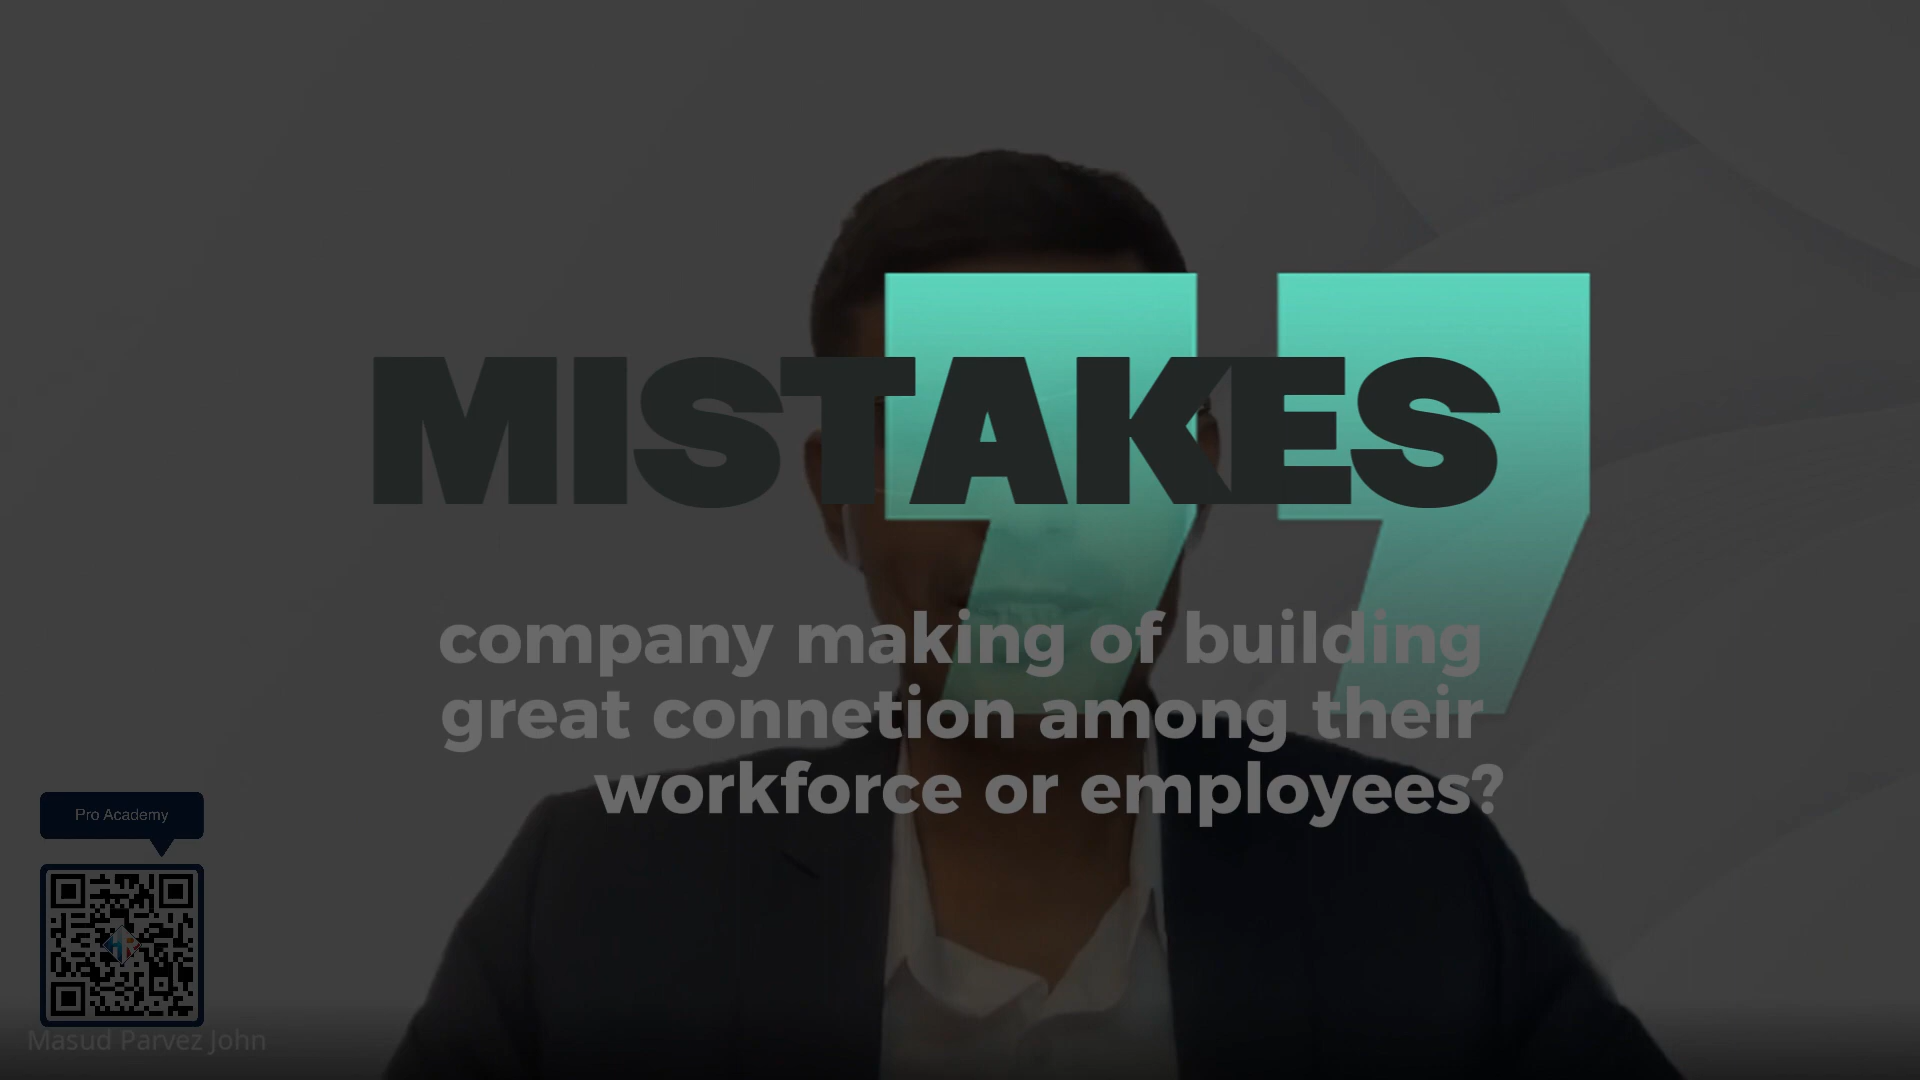 MISTAKES
company making of building
great connetion among their
workforce or employees?
Pro Academy
Masud Parvez John